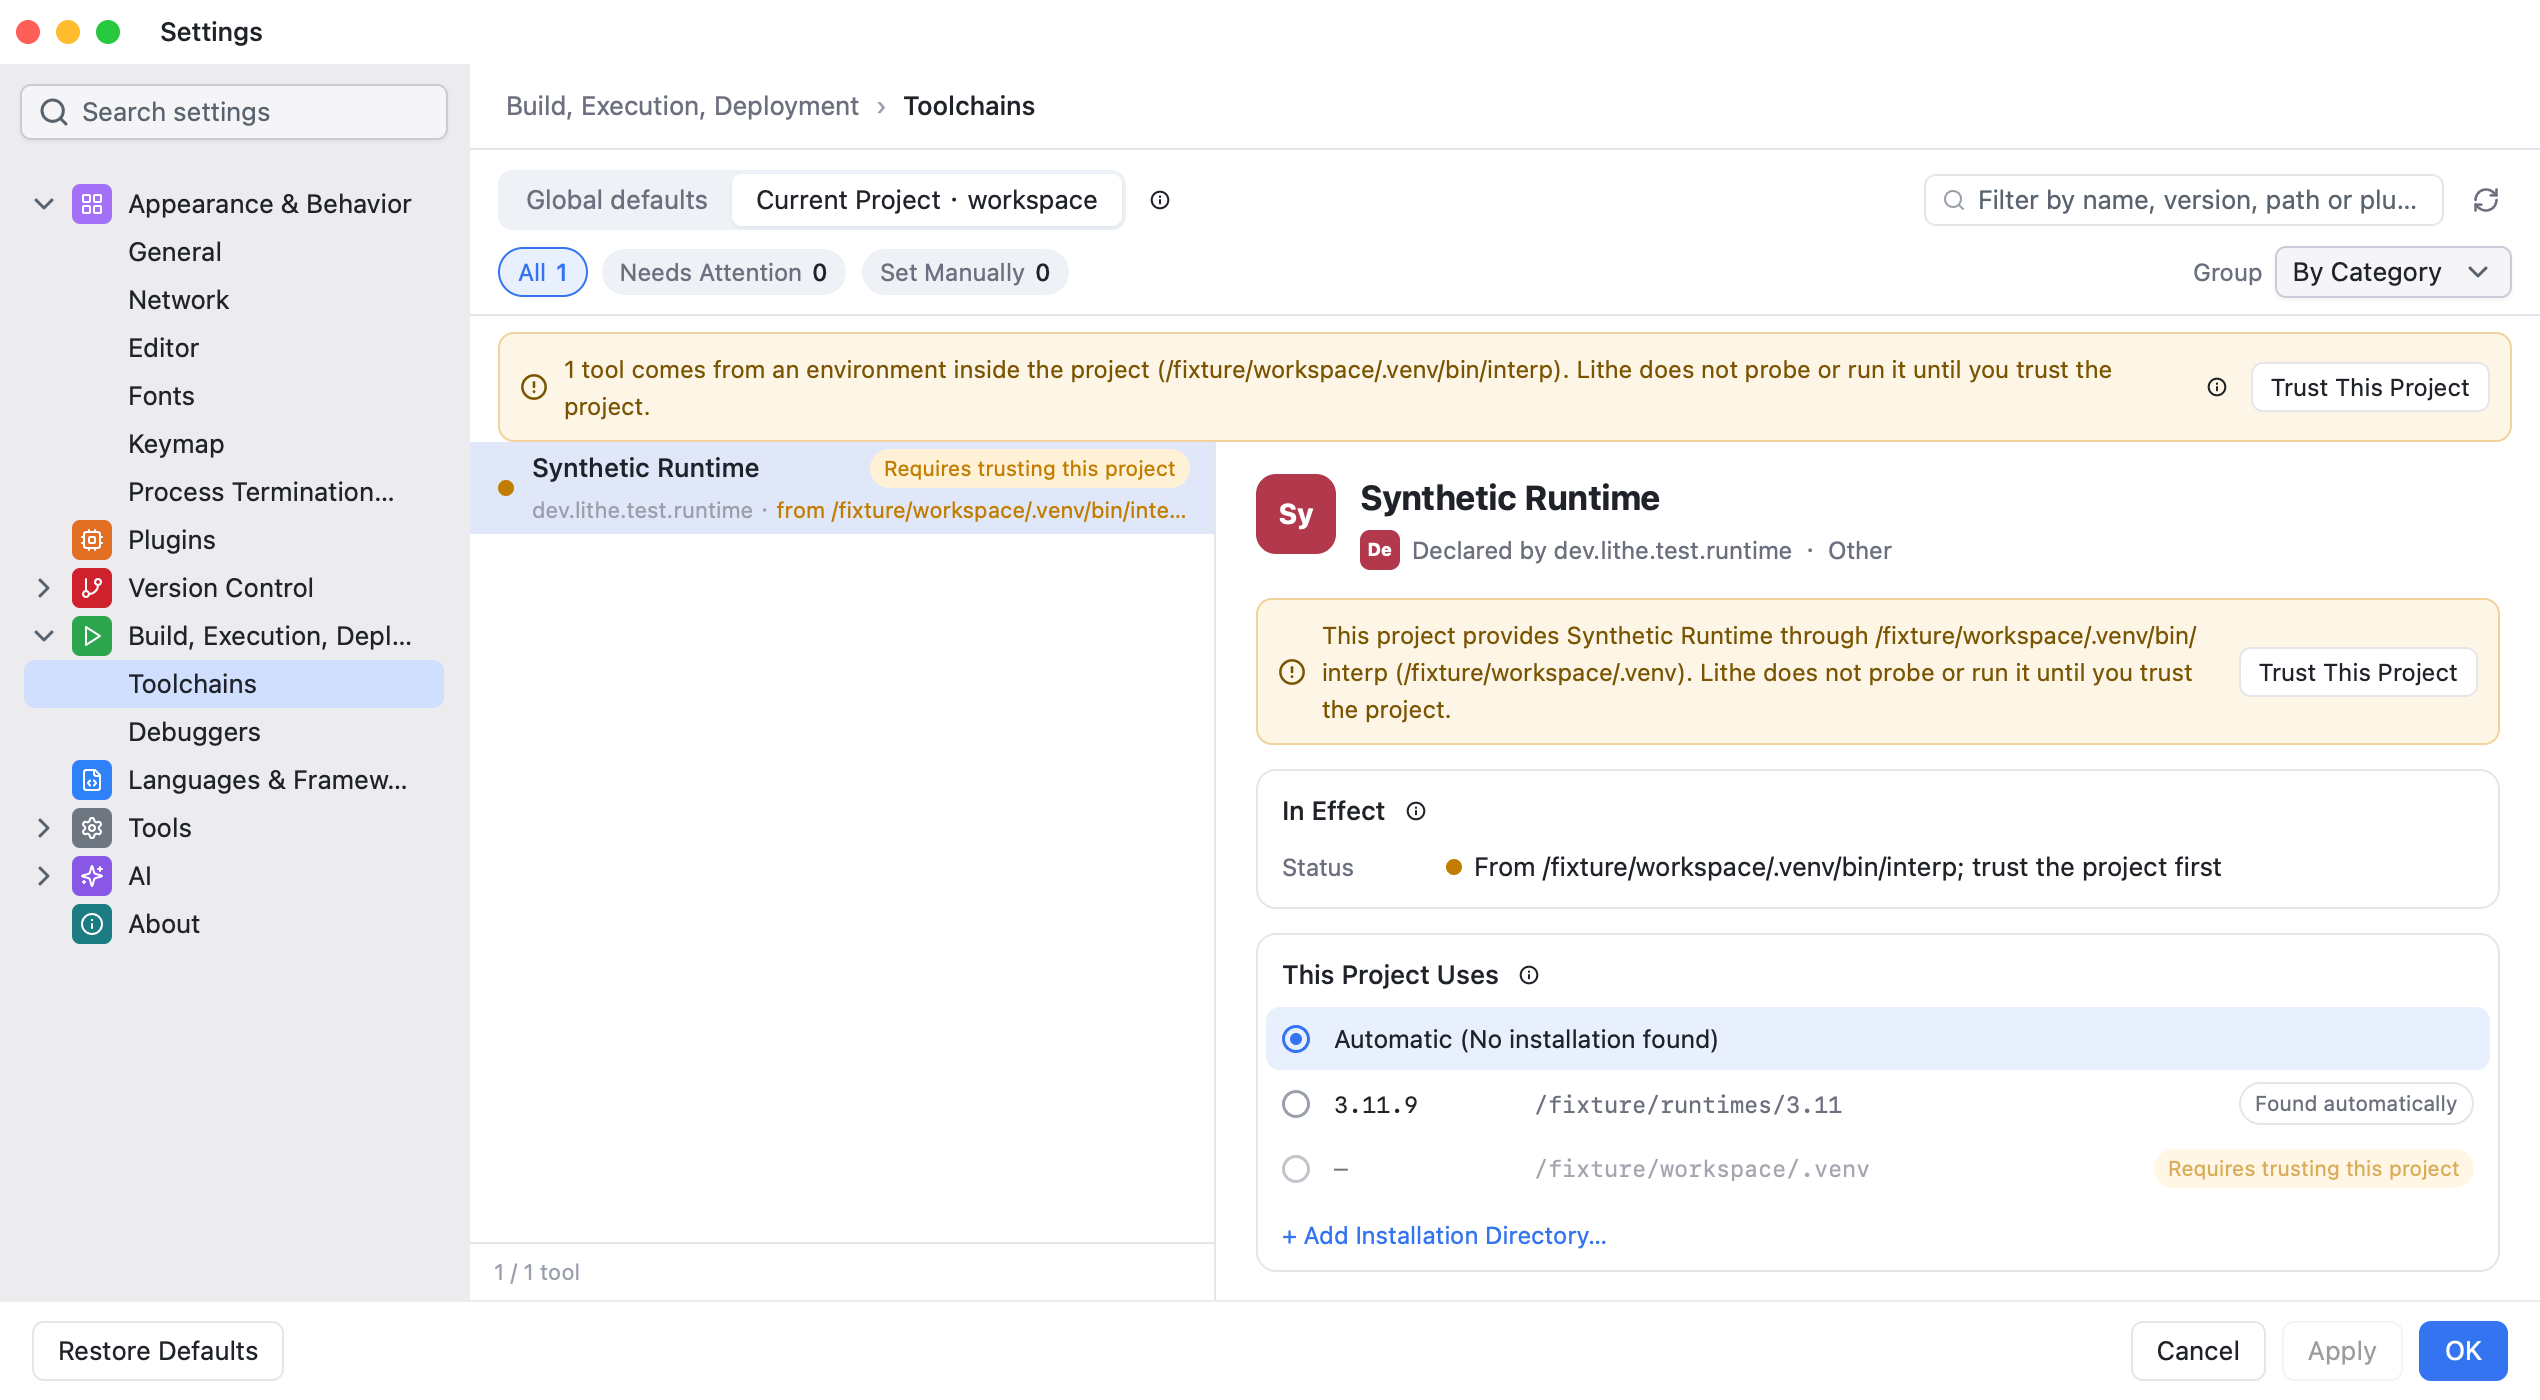 Settings
Search settings
Appearance & Behavior
General
Network
Editor
Fonts
Keymap
Process Termination...
Plugins
Version Control
Build, Execution, Depl...
Toolchains
Debuggers
Languages & Framew...
Tools
AI
About
Build, Execution, Deployment › Toolchains
Global defaults
Current Project · workspace
Filter by name, version, path or plu...
All 1
Needs Attention 0
Set Manually 0
Group
By Category
1 tool comes from an environment inside the project (/fixture/workspace/.venv/bin/interp). Lithe does not probe or run it until you trust the
project.
Trust This Project
Synthetic Runtime
Requires trusting this project
dev.lithe.test.runtime · from /fixture/workspace/.venv/bin/inte...
1 / 1 tool
Sy
Synthetic Runtime
De
Declared by dev.lithe.test.runtime · Other
This project provides Synthetic Runtime through /fixture/workspace/.venv/bin/
interp (/fixture/workspace/.venv). Lithe does not probe or run it until you trust
the project.
Trust This Project
In Effect
Status
From /fixture/workspace/.venv/bin/interp; trust the project first
This Project Uses
Automatic (No installation found)
3.11.9
/fixture/runtimes/3.11
Found automatically
—
/fixture/workspace/.venv
Requires trusting this project
+ Add Installation Directory...
Restore Defaults
Cancel
Apply
OK